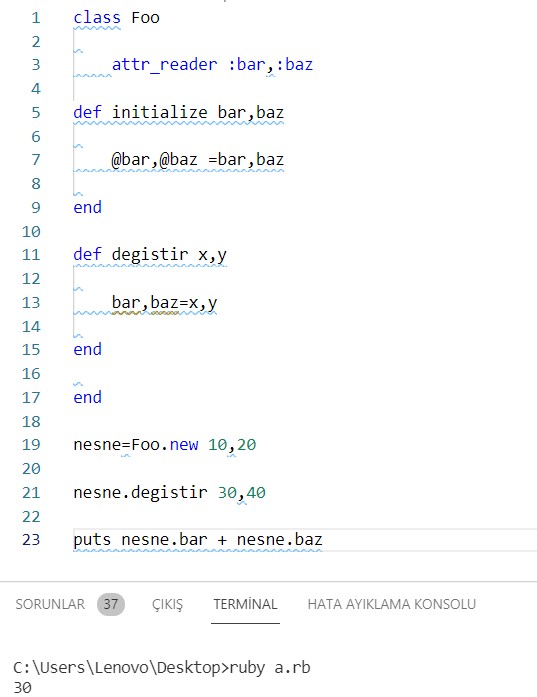 1 class Foo
2
3 attr_reader :bar,:baz
4
5 def initialize bar,baz
6
7 @bar,@baz =bar,baz
8
9 end
10
11 def degistir x,y
12
13 bar,baz=x,y
14
15 end
16
17 end
18
19 nesne=Foo.new 10,20
20
21 nesne.degistir 30,40
22
23 puts nesne.bar + nesne.baz
SORUNLAR 37 ÇIKIŞ TERMİNAL HATA AYIKLAMA KONSOLU
C:\Users\Lenovo\Desktop>ruby a.rb
30